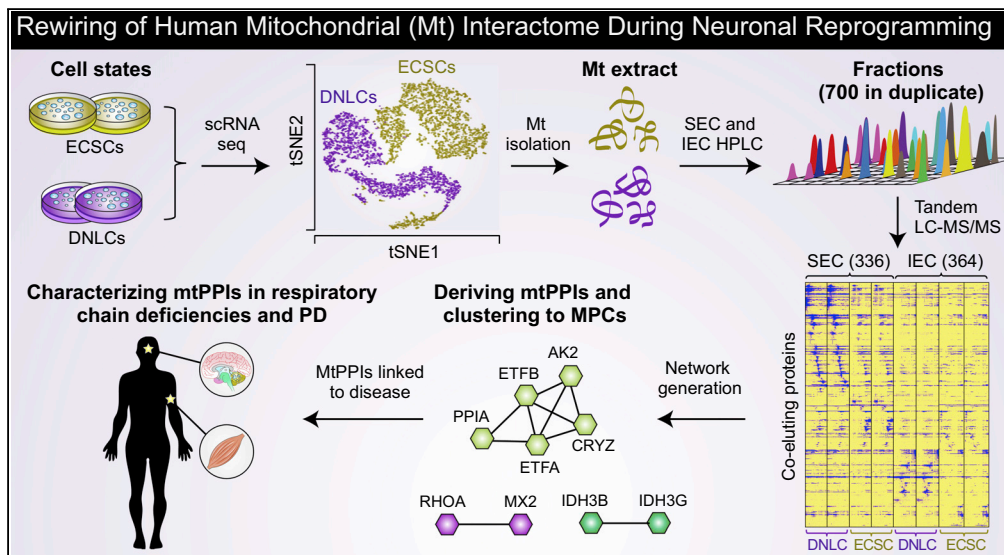 Rewiring of Human Mitochondrial (Mt) Interactome During Neuronal Reprogramming
Cell states
ECSCs
DNLCs
scRNA
seq
tSNE2
tSNE1
DNLCs
ECSCs
Mt extract
Mt
isolation
SEC and
IEC HPLC
Fractions
(700 in duplicate)
Tandem
LC-MS/MS
SEC (336) IEC (364)
Co-eluting proteins
DNLC ECSC DNLC ECSC
Network
generation
Deriving mtPPIs and
clustering to MPCs
AK2
ETFB
PPIA
CRYZ
ETFA
RHOA MX2 IDH3B IDH3G
MtPPIs linked
to disease
Characterizing mtPPIs in respiratory
chain deficiencies and PD